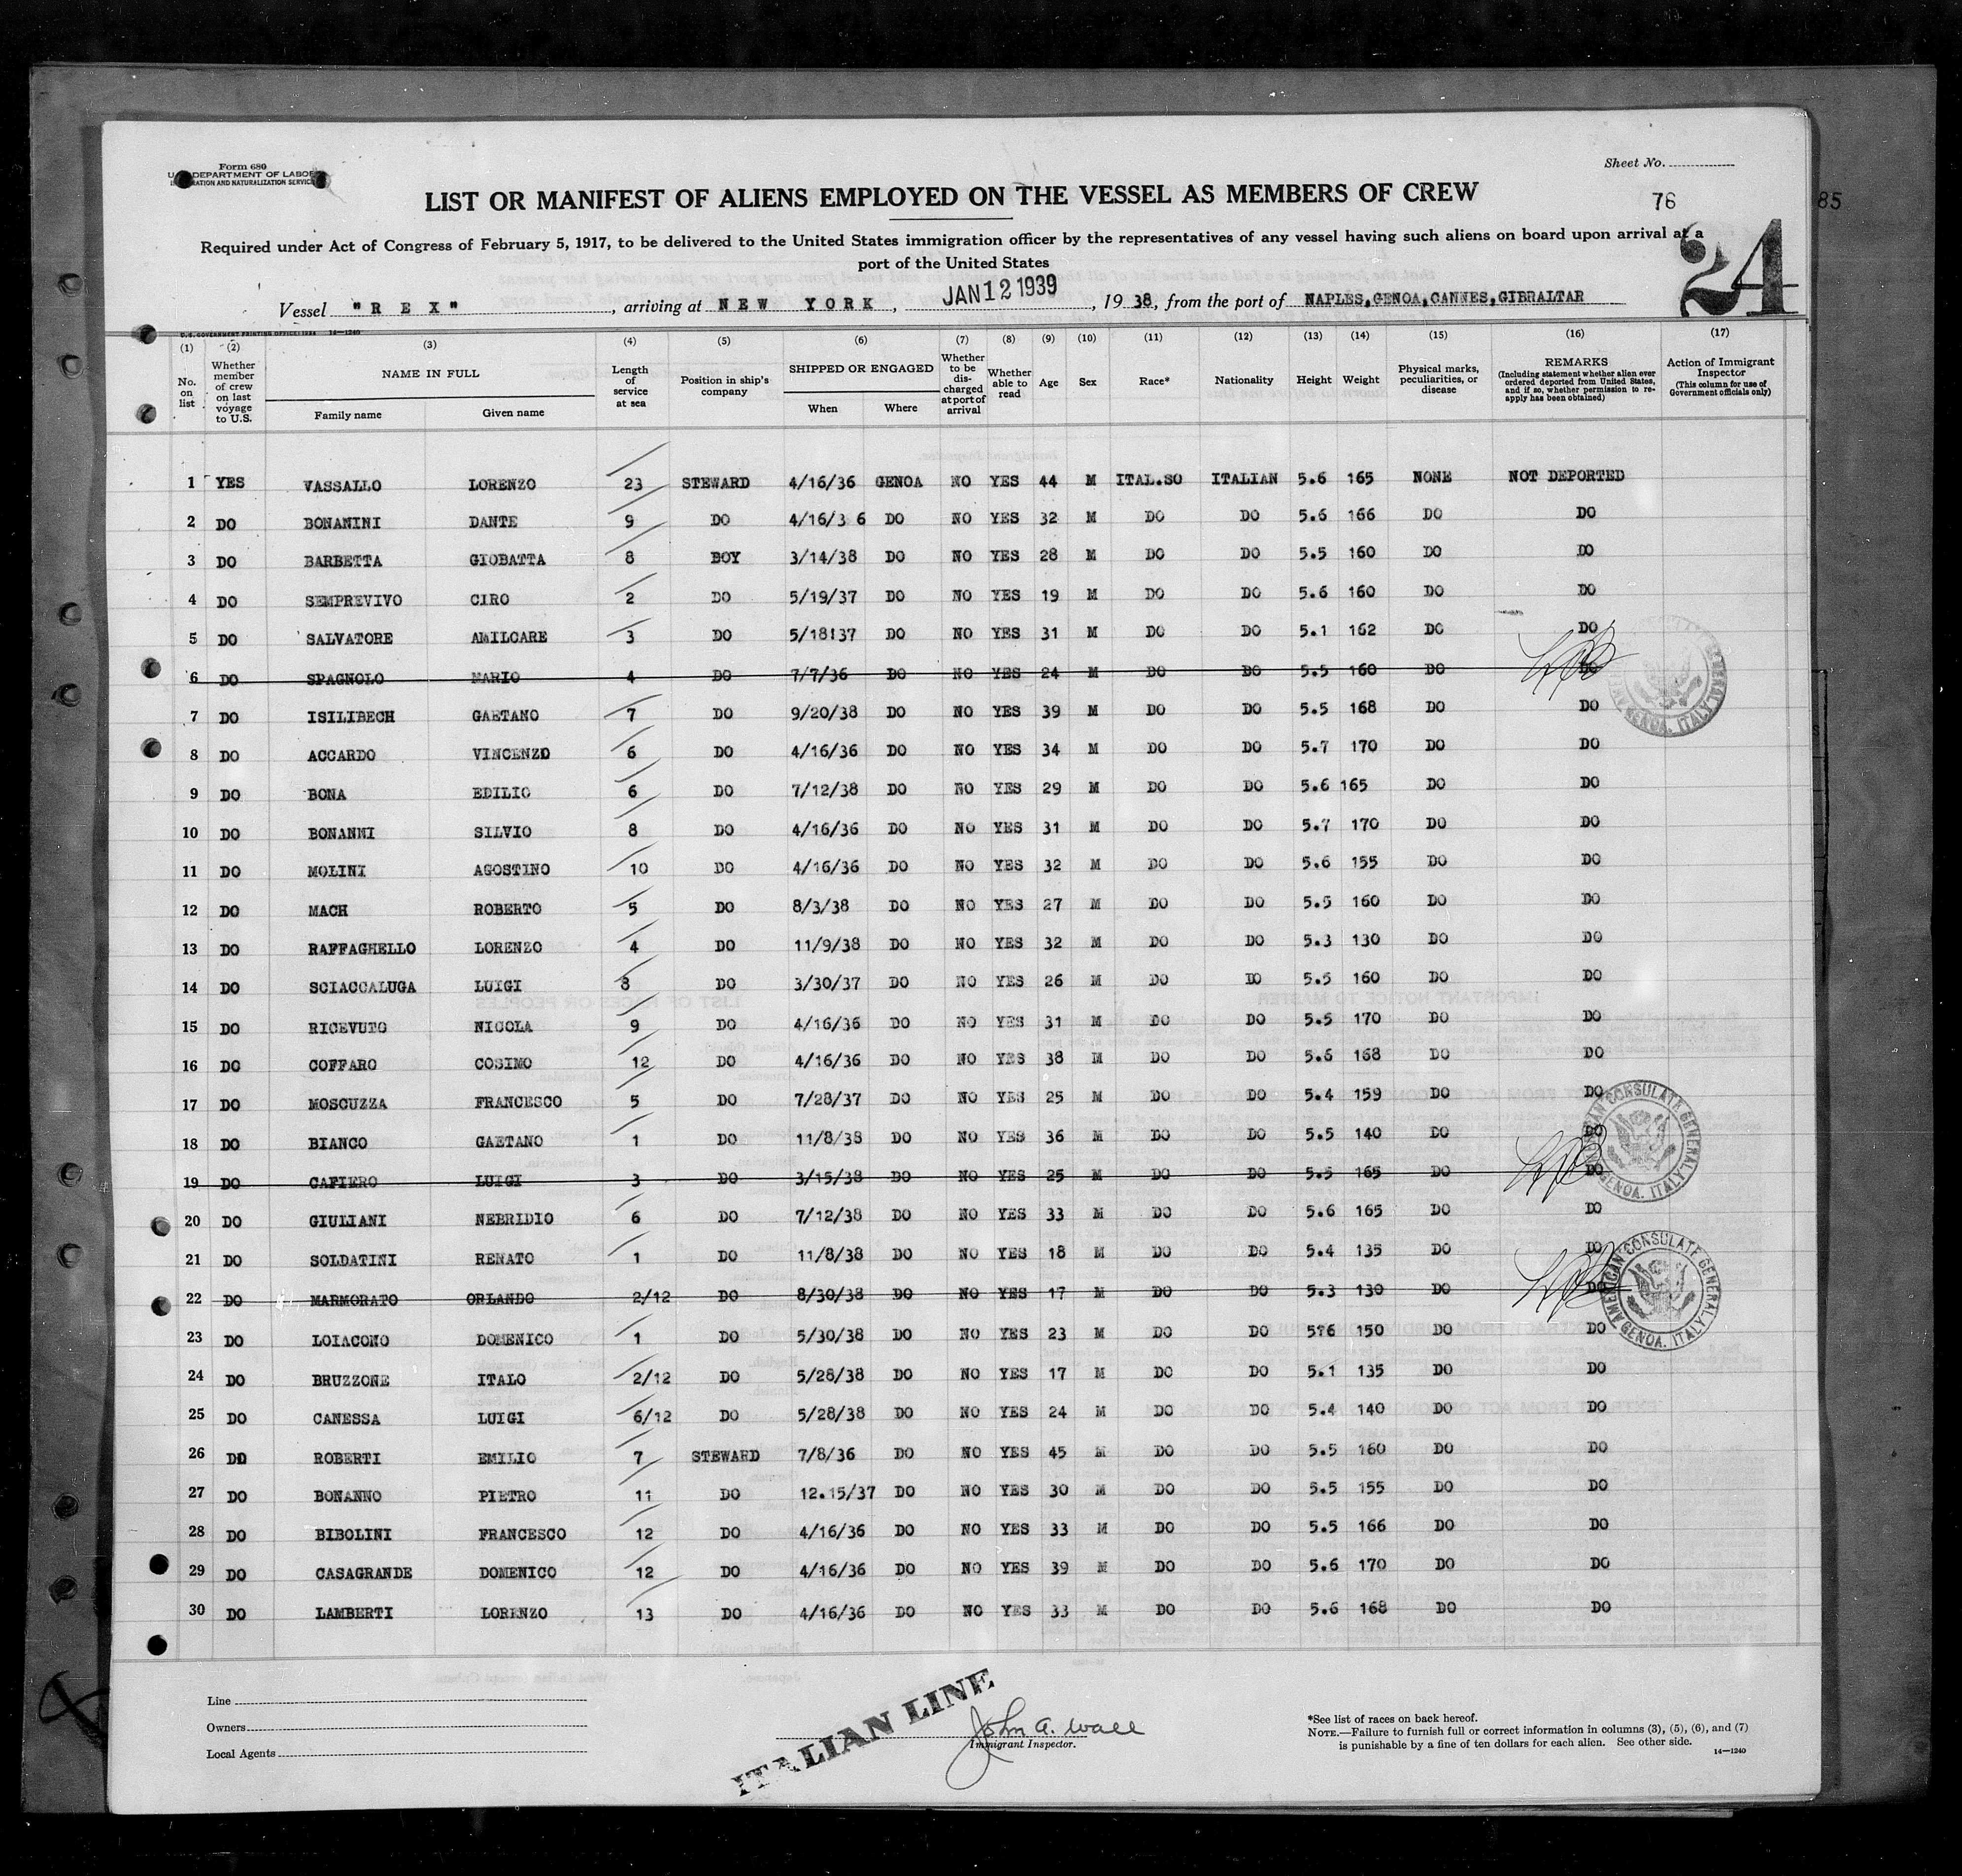 Form 680
U. DEPARTMENT OF LABOR
RATION AND NATURALIZATION SERVICE
Sheet No.
LIST OR MANIFEST OF ALIENS EMPLOYED ON THE VESSEL AS MEMBERS OF CREW
76
85
24
Required under Act of Congress of February 5, 1917, to be delivered to the United States immigration officer by the representatives of any vessel having such aliens on board upon arrival at a
port of the United States
Vessel "R E X", arriving at NEW YORK, JAN 12 1939, 1938, from the port of NAPLES,GENOA,CANNES,GIBRALTAR
U.S. GOVERNMENT PRINTING OFFICE 14—1240
(1) (2) (3) (4) (5) (6) (7) (8) (9) (10) (11) (12) (13) (14) (15) (16) (17)
No. on list
Whether member of crew on last voyage to U.S.
NAME IN FULL
Family name
Given name
Length of service at sea
Position in ship's company
SHIPPED OR ENGAGED
When
Where
Whether to be discharged at port of arrival
Whether able to read
Age
Sex
Race*
Nationality
Height
Weight
Physical marks, peculiarities, or disease
REMARKS
(Including statement whether alien ever ordered deported from United States, and if so, whether permission to reapply has been obtained)
Action of Immigrant Inspector
(This column for use of Government officials only)
1 YES VASSALLO LORENZO 23 STEWARD 4/16/36 GENOA NO YES 44 M ITAL.SO ITALIAN 5.6 165 NONE NOT DEPORTED
2 DO BONANINI DANTE 9 DO 4/16/3 6 DO NO YES 32 M DO DO 5.6 166 DO DO
3 DO BARBETTA GIOBATTA 8 BOY 3/14/38 DO NO YES 28 M DO DO 5.5 160 DO DO
4 DO SEMPREVIVO CIRO 2 DO 5/19/37 DO NO YES 19 M DO DO 5.6 160 DO DO
5 DO SALVATORE AMILCARE 3 DO 5/18!37 DO NO YES 31 M DO DO 5.1 162 DO DO
6 DO SPAGNOLO MARIO 4 DO 7/7/36 DO NO YES 24 M DO DO 5.5 160 DO DO
7 DO ISILIBECH GAETANO 7 DO 9/20/38 DO NO YES 39 M DO DO 5.5 168 DO DO
8 DO ACCARDO VINCENZO 6 DO 4/16/36 DO NO YES 34 M DO DO 5.7 170 DO DO
9 DO BONA EDILIO 6 DO 7/12/38 DO NO YES 29 M DO DO 5.6 165 DO DO
10 DO BONANNI SILVIO 8 DO 4/16/36 DO NO YES 31 M DO DO 5.7 170 DO DO
11 DO MOLINI AGOSTINO 10 DO 4/16/36 DO NO YES 32 M DO DO 5.6 155 DO DO
12 DO MACH ROBERTO 5 DO 8/3/38 DO NO YES 27 M DO DO 5.5 160 DO DO
13 DO RAFFAGHELLO LORENZO 4 DO 11/9/38 DO NO YES 32 M DO DO 5.3 130 DO DO
14 DO SCIACCALUGA LUIGI 8 DO 3/30/37 DO NO YES 26 M DO DO 5.5 160 DO DO
15 DO RICEVUTO NICOLA 9 DO 4/16/36 DO NO YES 31 M DO DO 5.5 170 DO DO
16 DO COFFARO COSIMO 12 DO 4/16/36 DO NO YES 38 M DO DO 5.6 168 DO DO
17 DO MOSCUZZA FRANCESCO 5 DO 7/28/37 DO NO YES 25 M DO DO 5.4 159 DO DO
18 DO BIANCO GAETANO 1 DO 11/8/38 DO NO YES 36 M DO DO 5.5 140 DO DO
19 DO CAFIERO LUIGI 3 DO 3/15/38 DO NO YES 25 M DO DO 5.5 165 DO DO
20 DO GIULIANI NEBRIDIO 6 DO 7/12/38 DO NO YES 33 M DO DO 5.6 165 DO DO
21 DO SOLDATINI RENATO 1 DO 11/8/38 DO NO YES 18 M DO DO 5.4 135 DO DO
22 DO MARMORATO ORLANDO 2/12 DO 8/30/38 DO NO YES 17 M DO DO 5.3 130 DO DO
23 DO LOIACONO DOMENICO 1 DO 5/30/38 DO NO YES 23 M DO DO 5?6 150 DO DO
24 DO BRUZZONE ITALO 2/12 DO 5/28/38 DO NO YES 17 M DO DO 5.1 135 DO DO
25 DO CANESSA LUIGI 6/12 DO 5/28/38 DO NO YES 24 M DO DO 5.4 140 DO DO
26 DD ROBERTI EMILIO 7 STEWARD 7/8/36 DO NO YES 45 M DO DO 5.5 160 DO DO
27 DO BONANNO PIETRO 11 DO 12.15/37 DO NO YES 30 M DO DO 5.5 155 DO DO
28 DO BIBOLINI FRANCESCO 12 DO 4/16/36 DO NO YES 33 M DO DO 5.5 166 DO DO
29 DO CASAGRANDE DOMENICO 12 DO 4/16/36 DO NO YES 39 M DO DO 5.6 170 DO DO
30 DO LAMBERTI LORENZO 13 DO 4/16/36 DO NO YES 33 M DO DO 5.6 168 DO DO
AMERICAN CONSULATE GENERAL GENOA, ITALY
Line
Owners
Local Agents
ITALIAN LINE
John A. Wall
Immigrant Inspector.
*See list of races on back hereof.
NOTE.—Failure to furnish full or correct information in columns (3), (5), (6), and (7)
is punishable by a fine of ten dollars for each alien. See other side.
14—1240